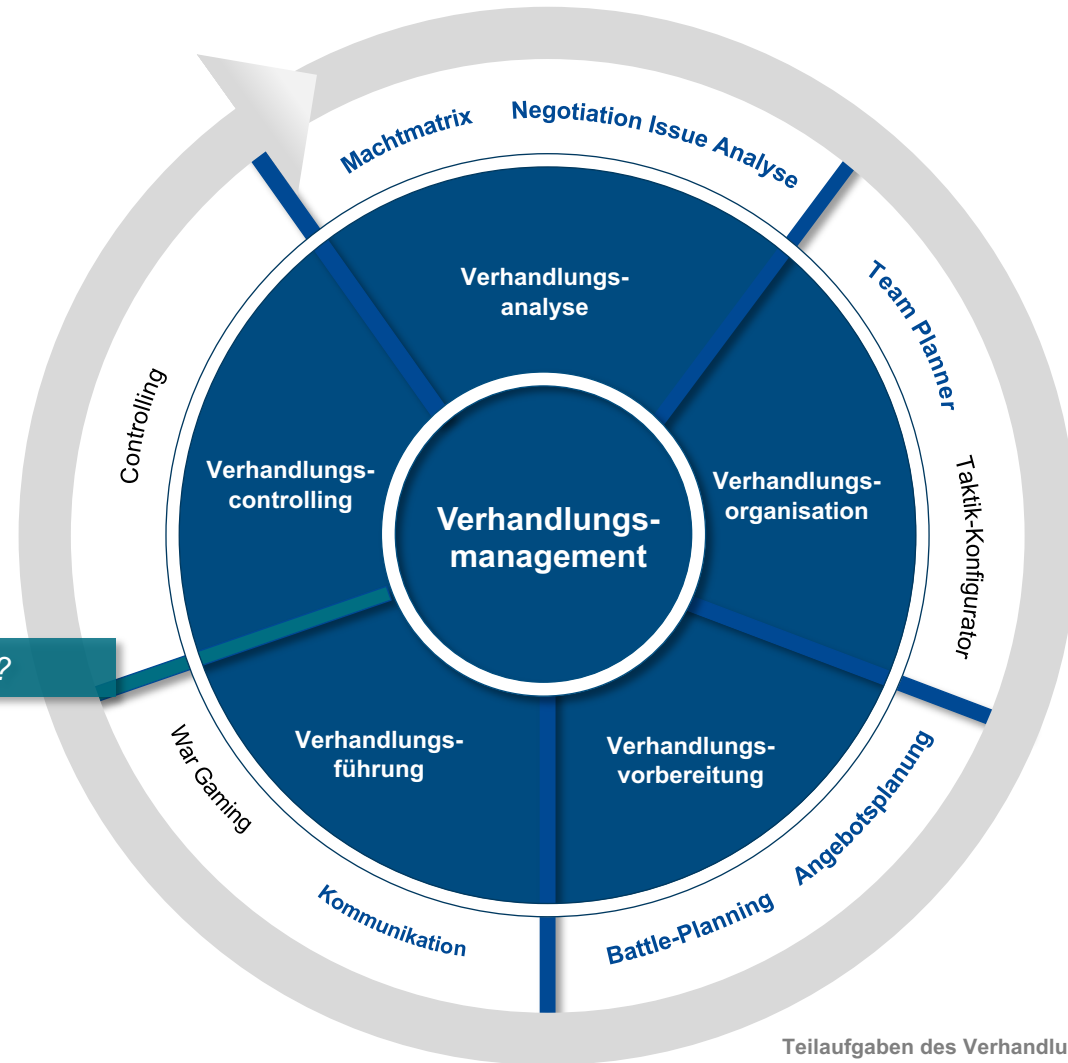 Machtmatrix
Negotiation Issue Analyse
Team Planner
Taktik-Konfigurator
Angebotsplanung
Battle-Planning
Kommunikation
War Gaming
Controlling
Verhandlungs-
analyse
Verhandlungs-
organisation
Verhandlungs-
vorbereitung
Verhandlungs-
führung
Verhandlungs-
controlling
Verhandlungs-
management
?
Teilaufgaben des